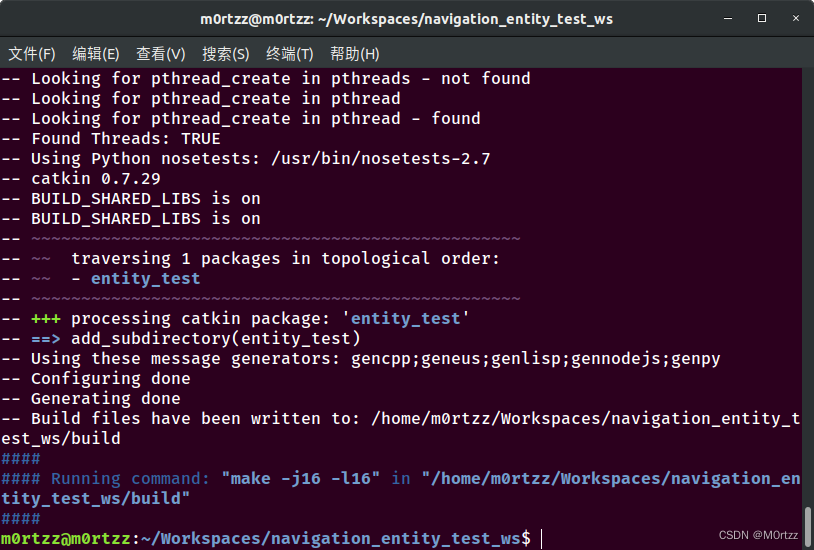 m0rtzz@m0rtzz: ~/Workspaces/navigation_entity_test_ws
文件(F) 编辑(E) 查看(V) 搜索(S) 终端(T) 帮助(H)
-- Looking for pthread_create in pthreads - not found
-- Looking for pthread_create in pthread
-- Looking for pthread_create in pthread - found
-- Found Threads: TRUE
-- Using Python nosetests: /usr/bin/nosetests-2.7
-- catkin 0.7.29
-- BUILD_SHARED_LIBS is on
-- BUILD_SHARED_LIBS is on
-- ~~~~~~~~~~~~~~~~~~~~~~~~~~~~~~~~~~~~~~~~~~~~~~~~~
-- ~~  traversing 1 packages in topological order:
-- ~~  - entity_test
-- ~~~~~~~~~~~~~~~~~~~~~~~~~~~~~~~~~~~~~~~~~~~~~~~~~
-- +++ processing catkin package: 'entity_test'
-- ==> add_subdirectory(entity_test)
-- Using these message generators: gencpp;geneus;genlisp;gennodejs;genpy
-- Configuring done
-- Generating done
-- Build files have been written to: /home/m0rtzz/Workspaces/navigation_entity_t
est_ws/build
####
#### Running command: "make -j16 -l16" in "/home/m0rtzz/Workspaces/navigation_en
tity_test_ws/build"
####
m0rtzz@m0rtzz:~/Workspaces/navigation_entity_test_ws$
CSDN @M0rtzz